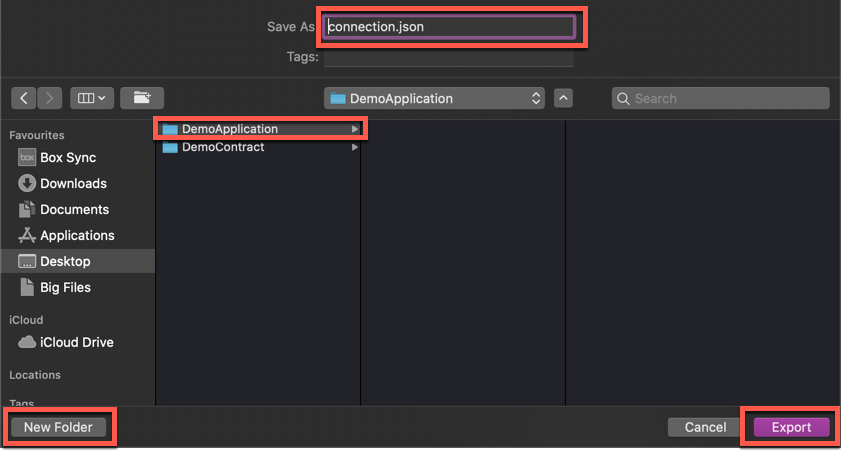 Save As: connection.json
Tags:
DemoApplication
Search
Favourites
box Box Sync
Downloads
Documents
Applications
Desktop
Big Files
iCloud
iCloud Drive
Locations
Tags
DemoApplication
DemoContract
New Folder
Cancel
Export